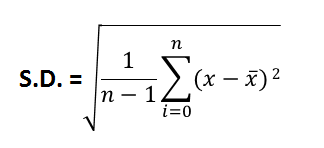 S.D. = √(1/(n − 1) ∑_{i=0}^{n} (x − x̄)²)